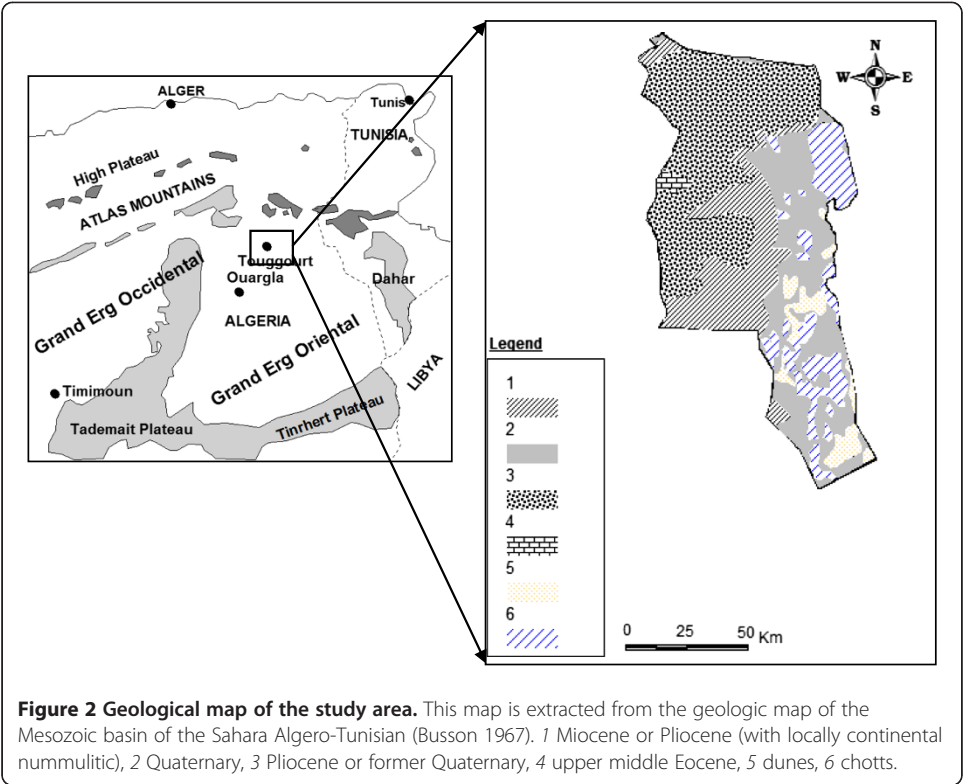 ALGER
Tunis
TUNISIA
High Plateau
ATLAS MOUNTAINS
Touggourt
Ouargla
Dahar
Grand Erg Occidental
ALGERIA
Grand Erg Oriental
LIBYA
Timimoun
Tademait Plateau
Tinrhert Plateau
N
W E
S
Legend
1
2
3
4
5
6
0 25 50 Km
Figure 2 Geological map of the study area. This map is extracted from the geologic map of the
Mesozoic basin of the Sahara Algero-Tunisian (Busson 1967). 1 Miocene or Pliocene (with locally continental
nummulitic), 2 Quaternary, 3 Pliocene or former Quaternary, 4 upper middle Eocene, 5 dunes, 6 chotts.